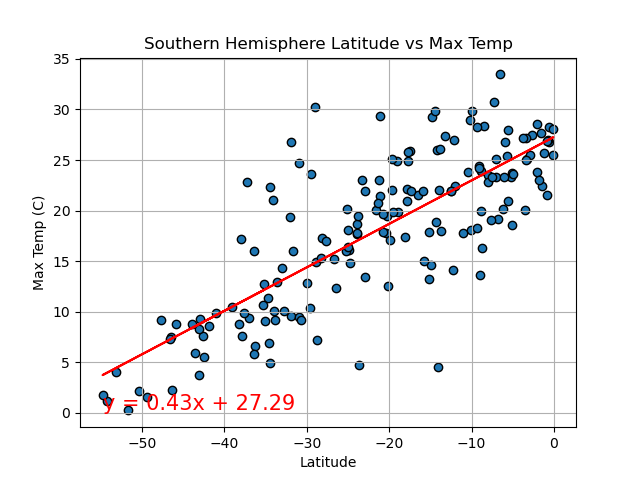 Southern Hemisphere Latitude vs Max Temp
35
30
25
20
15
10
5
0
Max Temp (C)
y = 0.43x + 27.29
−50 −40 −30 −20 −10 0
Latitude